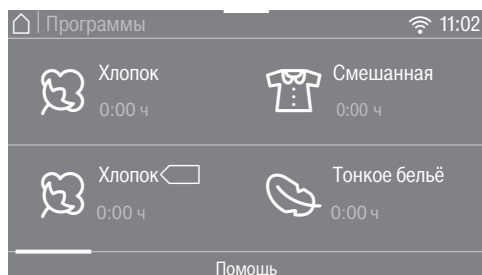 Программы 11:02
Хлопок
0:00 ч
Смешанная
0:00 ч
Хлопок
0:00 ч
Тонкое бельё
0:00 ч
Помощь